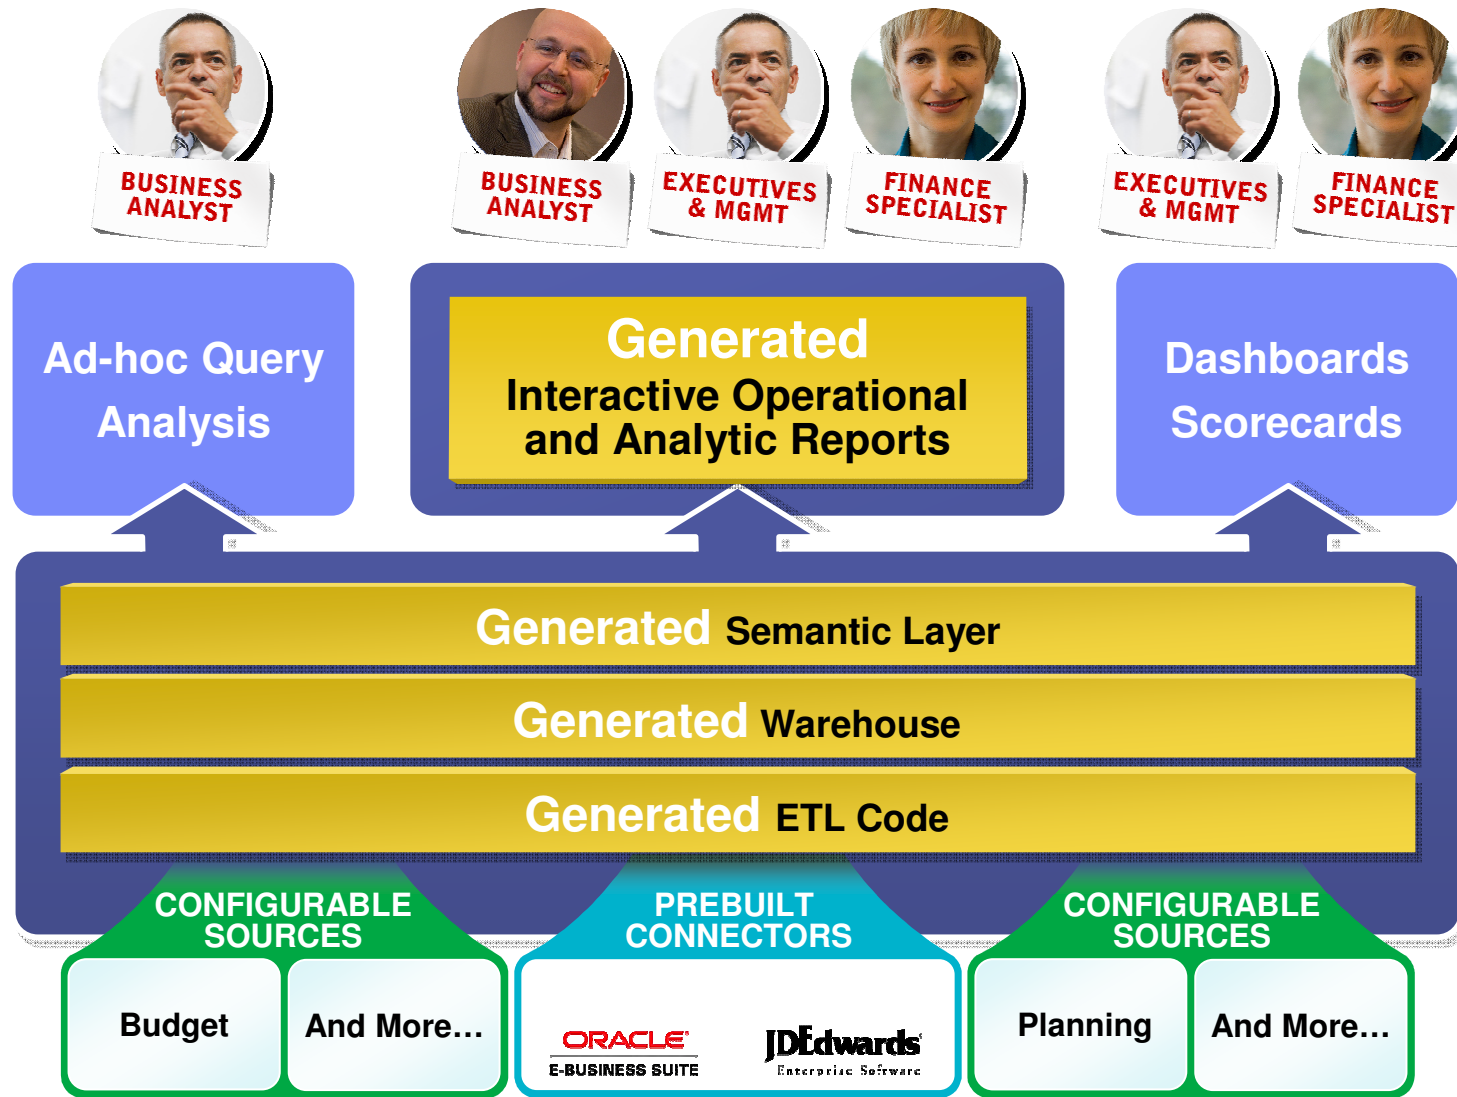 BUSINESS
ANALYST
BUSINESS
ANALYST
EXECUTIVES
& MGMT
FINANCE
SPECIALIST
EXECUTIVES
& MGMT
FINANCE
SPECIALIST
Ad-hoc Query
Analysis
Generated
Interactive Operational
and Analytic Reports
Dashboards
Scorecards
Generated Semantic Layer
Generated Warehouse
Generated ETL Code
CONFIGURABLE
SOURCES
PREBUILT
CONNECTORS
CONFIGURABLE
SOURCES
Budget
And More...
ORACLE
E-BUSINESS SUITE
JDEdwards
Enterprise Software
Planning
And More...